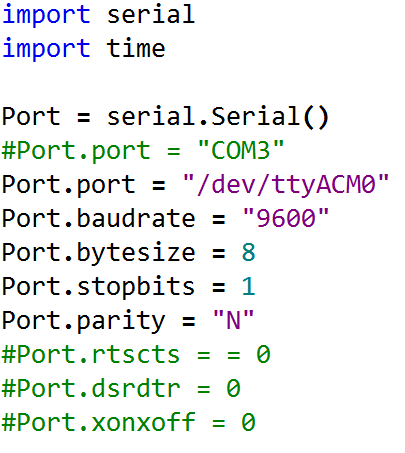 import serial
import time
Port = serial.Serial()
#Port.port = "COM3"
Port.port = "/dev/ttyACM0"
Port.baudrate = "9600"
Port.bytesize = 8
Port.stopbits = 1
Port.parity = "N"
#Port.rtscts = = 0
#Port.dsrdtr = 0
#Port.xonxoff = 0